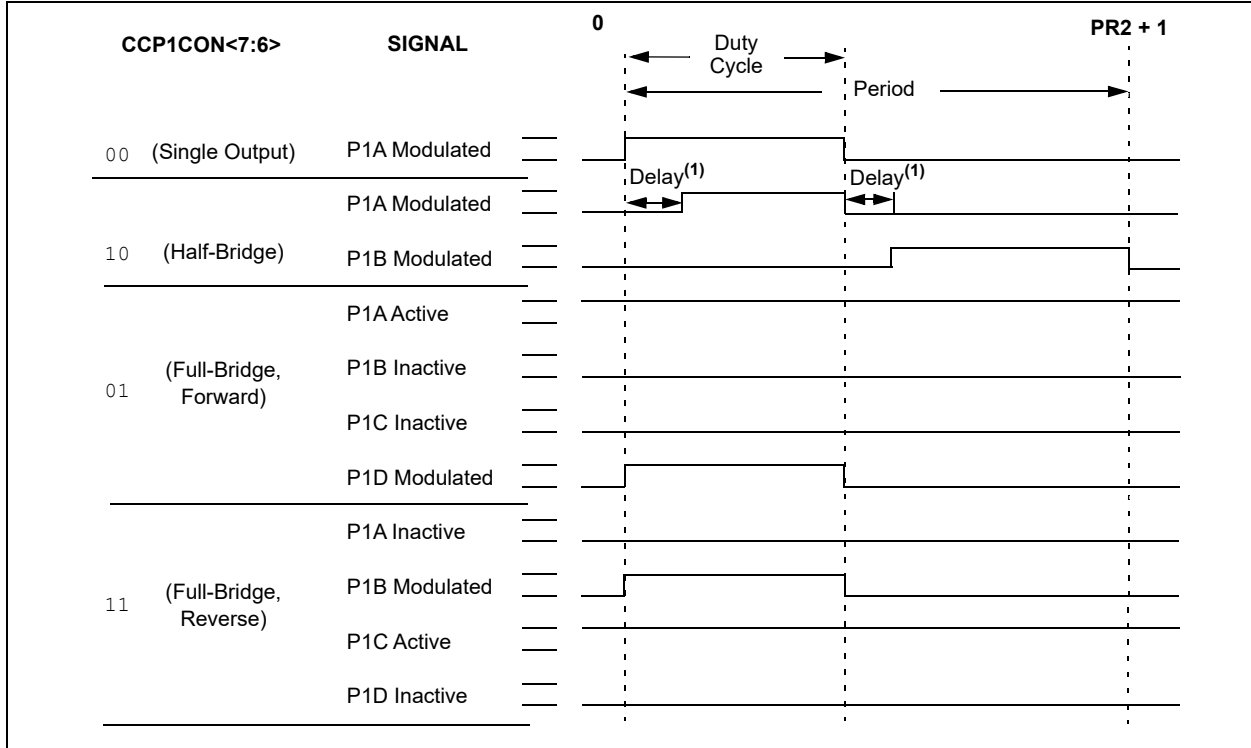 CCP1CON<7:6>
SIGNAL
0
PR2 + 1
Duty
Cycle
Period
00
(Single Output)
P1A Modulated
Delay(1)
Delay(1)
P1A Modulated
10
(Half-Bridge)
P1B Modulated
P1A Active
(Full-Bridge,
Forward)
01
P1B Inactive
P1C Inactive
P1D Modulated
P1A Inactive
11
(Full-Bridge,
Reverse)
P1B Modulated
P1C Active
P1D Inactive